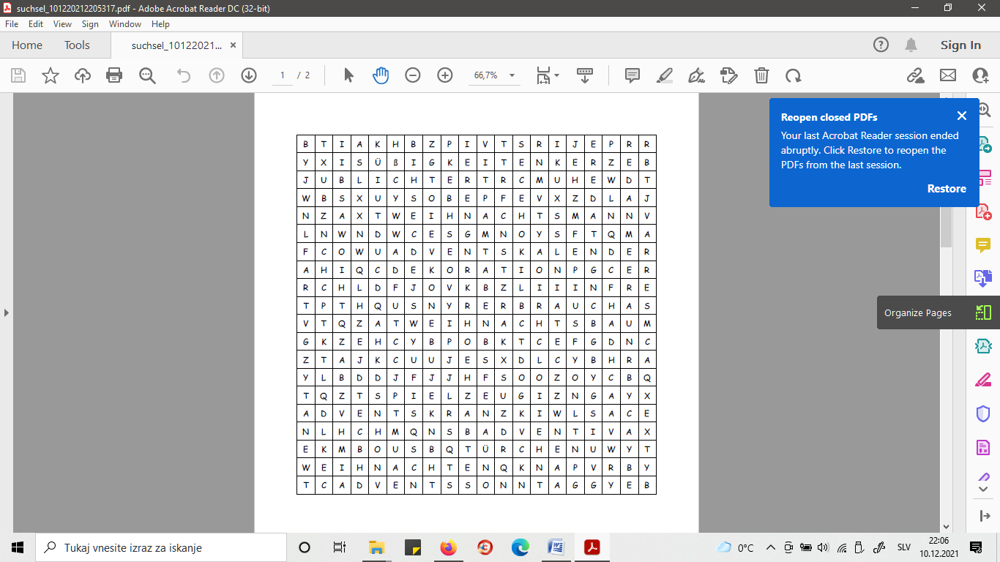 suchsel_101220212205317.pdf - Adobe Acrobat Reader DC (32-bit)
File Edit View Sign Window Help
Home Tools suchsel_10122021... × Sign In
1 / 2 66,7%
Reopen closed PDFs
Your last Acrobat Reader session ended
abruptly. Click Restore to reopen the
PDFs from the last session.
Restore
B T I A K H B Z P I V T S R I J E P R R
Y X I S Ü ß I G K E I T E N K E R Z E B
J U B L I C H T E R T R C M U H E W D T
W B S X U Y S O B E P F E V X Z D L A J
N Z A X T W E I H N A C H T S M A N N V
L N W N D W C E S G M N O Y S F T Q M A
F C O W U A D V E N T S K A L E N D E R
A H I Q C D E K O R A T I O N P G C E R
R C H L D F J O V K B Z L I I I N F R E
T P T H Q U S N Y R E R B R A U C H A S
V T Q Z A T W E I H N A C H T S B A U M
G K Z E H C Y B P O B K T C E F G D N C
Z T A J K C U U J E S X D L C Y B H R A
Y L B D D J F J J H F S O O Z O Y C B Q
T Q Z T S P I E L Z E U G I Z N G A Y X
A D V E N T S K R A N Z K I W L S A C E
N L H C H M Q N S B A D V E N T I V A X
E K M B O U S B Q T Ü R C H E N U W Y T
W E I H N A C H T E N Q K N A P V R B Y
T C A D V E N T S S O N N T A G G Y E B
Organize Pages
Tukaj vnesite izraz za iskanje
0°C SLV 22:06
10.12.2021